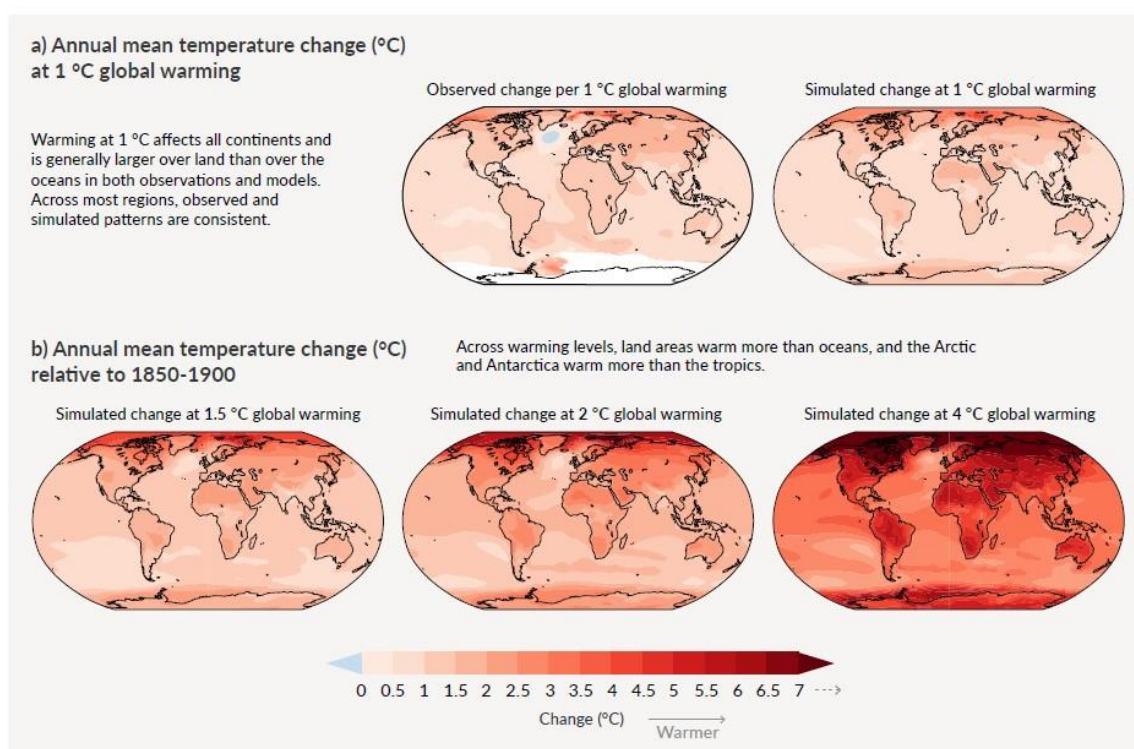 a) Annual mean temperature change (°C)
at 1 °C global warming
Warming at 1 °C affects all continents and
is generally larger over land than over the
oceans in both observations and models.
Across most regions, observed and
simulated patterns are consistent.
Observed change per 1 °C global warming
Simulated change at 1 °C global warming
b) Annual mean temperature change (°C)
relative to 1850-1900
Across warming levels, land areas warm more than oceans, and the Arctic
and Antarctica warm more than the tropics.
Simulated change at 1.5 °C global warming
Simulated change at 2 °C global warming
Simulated change at 4 °C global warming
0 0.5 1 1.5 2 2.5 3 3.5 4 4.5 5 5.5 6 6.5 7
Change (°C)
Warmer